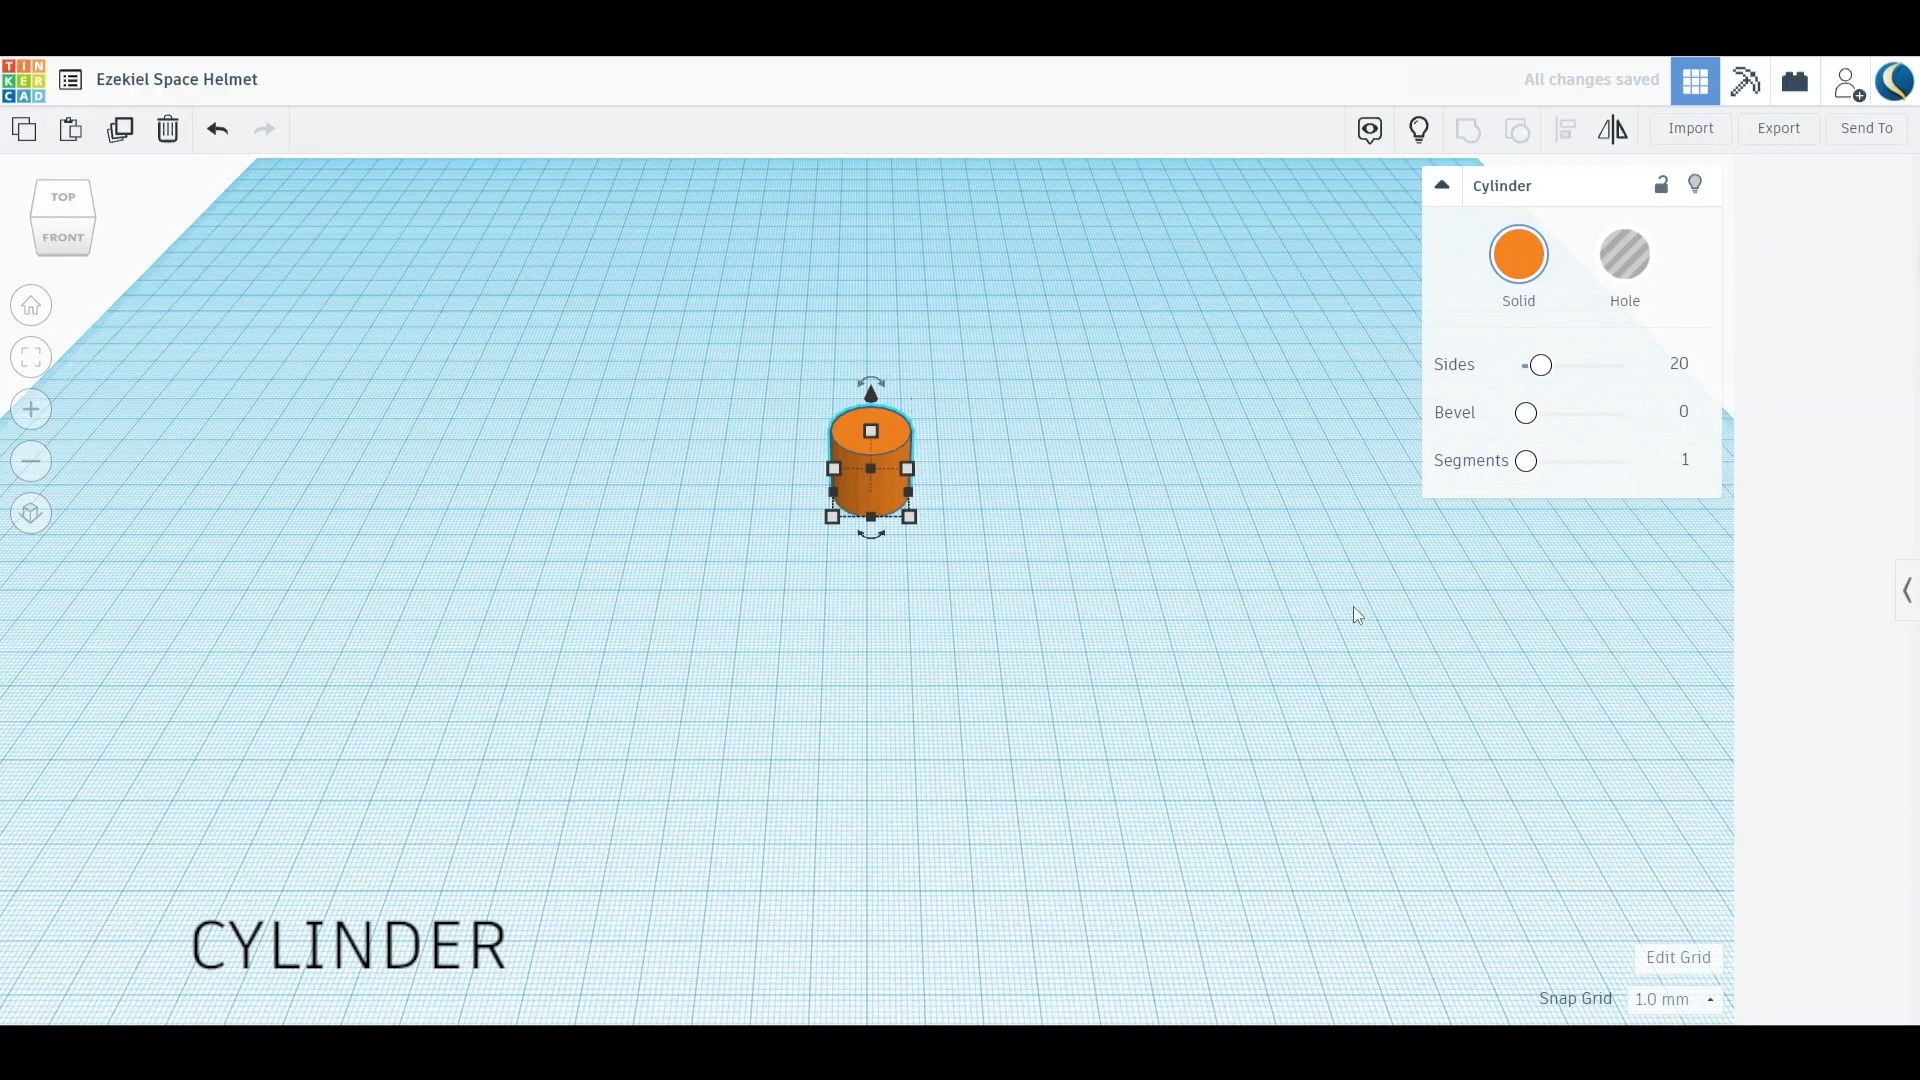 TIN
KER
CAD
Ezekiel Space Helmet
All changes saved
Import
Export
Send To
TOP
FRONT
Cylinder
Solid
Hole
Sides
20
Bevel
0
Segments
1
CYLINDER
Edit Grid
Snap Grid
1.0 mm